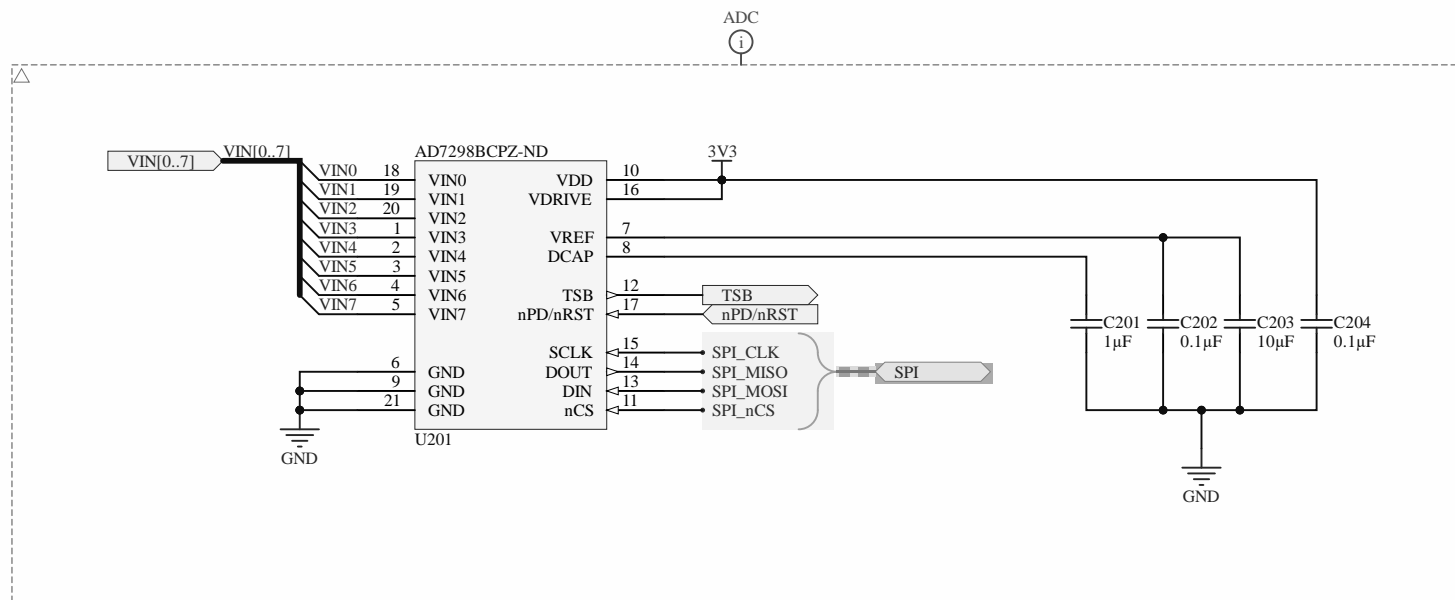 ADC
i
VIN[0..7]
VIN[0..7]
AD7298BCPZ-ND
3V3
VIN0 18 VIN0 VDD 10
VIN1 19 VIN1 VDRIVE 16
VIN2 20 VIN2
VIN3 1 VIN3 VREF 7
VIN4 2 VIN4 DCAP 8
VIN5 3 VIN5
VIN6 4 VIN6 TSB 12 TSB
VIN7 5 VIN7 nPD/nRST 17 nPD/nRST
SCLK 15 SPI_CLK
6 GND DOUT 14 SPI_MISO SPI
9 GND DIN 13 SPI_MOSI
21 GND nCS 11 SPI_nCS
U201
GND
C201
1µF
C202
0.1µF
C203
10µF
C204
0.1µF
GND